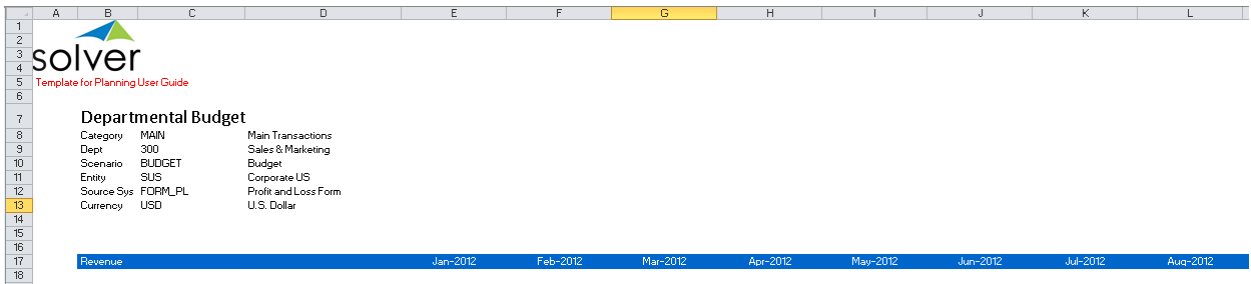 A B C D E F G H I J K L
1
2
3 solver
4
5 Template for Planning User Guide
6
7 Departmental Budget
8 Category MAIN Main Transactions
9 Dept 300 Sales & Marketing
10 Scenario BUDGET Budget
11 Entity SUS Corporate US
12 Source Sys FORM_PL Profit and Loss Form
13 Currency USD U.S. Dollar
14
15
16
17 Revenue Jan-2012 Feb-2012 Mar-2012 Apr-2012 May-2012 Jun-2012 Jul-2012 Aug-2012
18